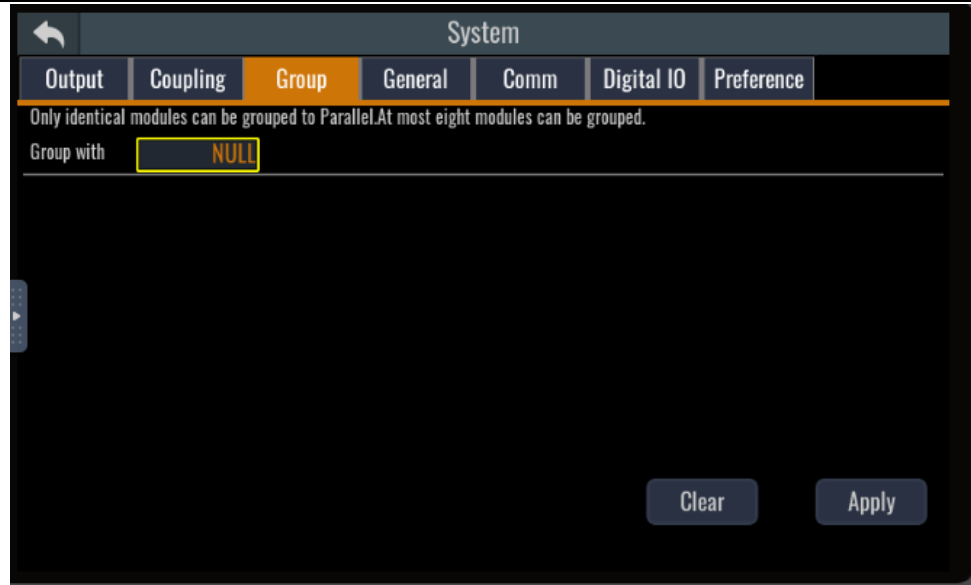 System
Output Coupling Group General Comm Digital IO Preference
Only identical modules can be grouped to Parallel.At most eight modules can be grouped.
Group with NULL
Clear Apply